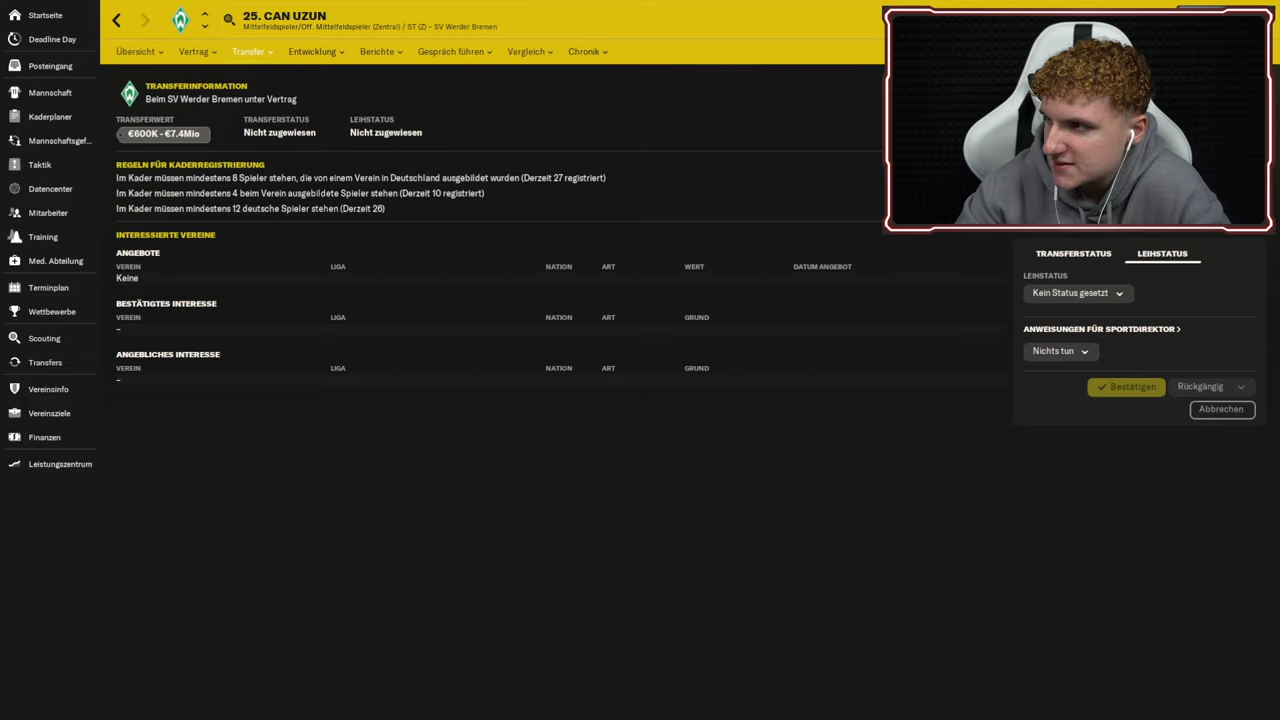 Startseite
Deadline Day
Posteingang
Mannschaft
Kaderplaner
Mannschaftsgef...
Taktik
Datencenter
Mitarbeiter
Training
Med. Abteilung
Terminplan
Wettbewerbe
Scouting
Transfers
Vereinsinfo
Vereinsziele
Finanzen
Leistungszentrum
25. CAN UZUN
Mittelfeldspieler/Off. Mittelfeldspieler (Zentral) / ST (Z) – SV Werder Bremen
Übersicht Vertrag Transfer Entwicklung Berichte Gespräch führen Vergleich Chronik
TRANSFERINFORMATION
Beim SV Werder Bremen unter Vertrag
TRANSFERWERT TRANSFERSTATUS LEIHSTATUS
€600K - €7.4Mio Nicht zugewiesen Nicht zugewiesen
REGELN FÜR KADERREGISTRIERUNG
Im Kader müssen mindestens 8 Spieler stehen, die von einem Verein in Deutschland ausgebildet wurden (Derzeit 27 registriert)
Im Kader müssen mindestens 4 beim Verein ausgebildete Spieler stehen (Derzeit 10 registriert)
Im Kader müssen mindestens 12 deutsche Spieler stehen (Derzeit 26)
INTERESSIERTE VEREINE
ANGEBOTE
VEREIN LIGA NATION ART WERT DATUM ANGEBOT
Keine
BESTÄTIGTES INTERESSE
VEREIN LIGA NATION ART GRUND
–
ANGEBLICHES INTERESSE
VEREIN LIGA NATION ART GRUND
–
TRANSFERSTATUS LEIHSTATUS
LEIHSTATUS
Kein Status gesetzt
ANWEISUNGEN FÜR SPORTDIREKTOR >
Nichts tun
Bestätigen Rückgängig
Abbrechen